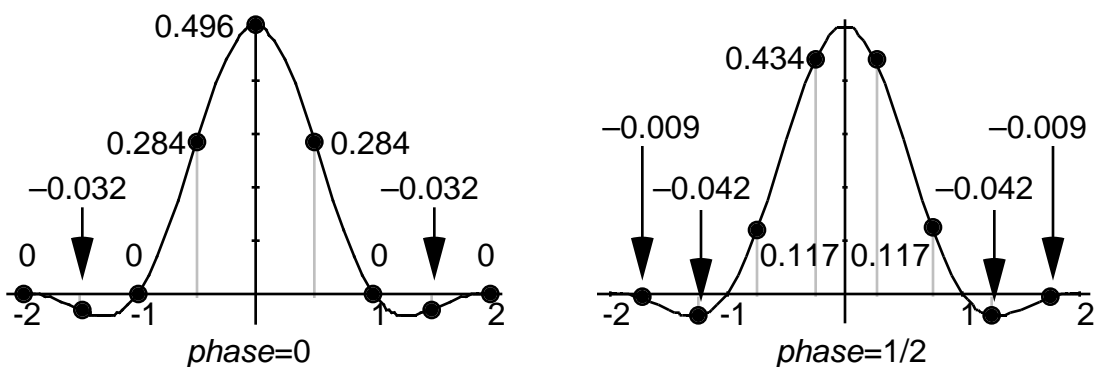 0.496
0.284 0.284
–0.032 –0.032
0 0 0 0
-2 -1 1 2
phase=0
0.434
–0.009 –0.009
–0.042 –0.042
0.117 0.117
-2 -1 1 2
phase=1/2